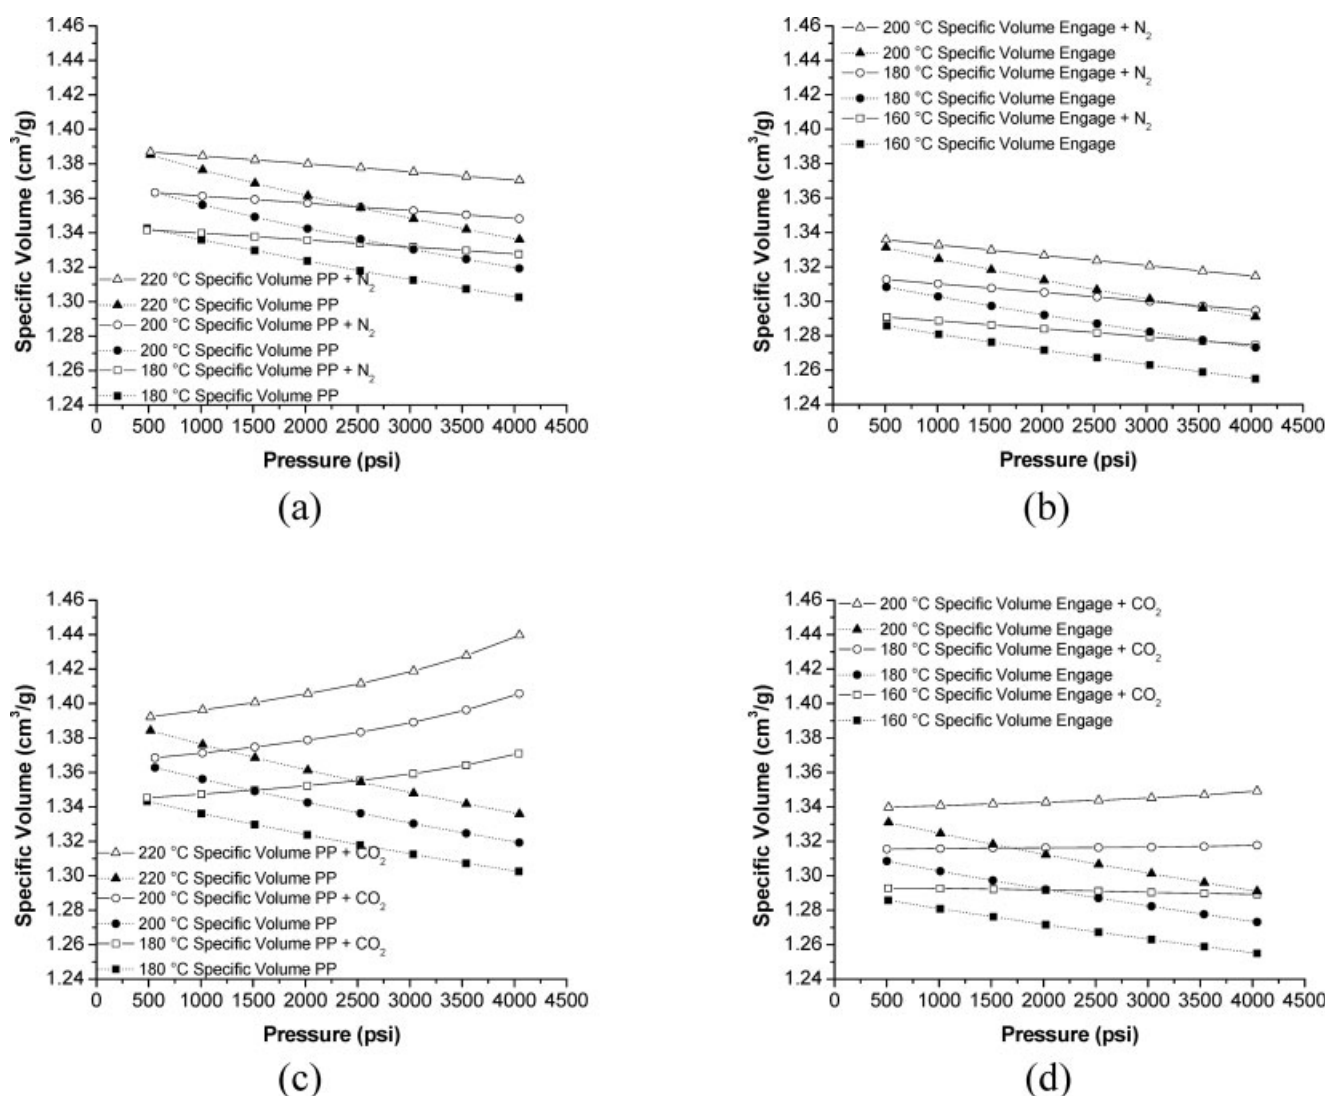 1.46
1.44
1.42
1.40
1.38
1.36
1.34
1.32
1.30
1.28
1.26
1.24
Specific Volume (cm³/g)
220 °C Specific Volume PP + N₂
220 °C Specific Volume PP
200 °C Specific Volume PP + N₂
200 °C Specific Volume PP
180 °C Specific Volume PP + N₂
180 °C Specific Volume PP
0 500 1000 1500 2000 2500 3000 3500 4000 4500
Pressure (psi)
(a)
1.46
1.44
1.42
1.40
1.38
1.36
1.34
1.32
1.30
1.28
1.26
1.24
Specific Volume (cm³/g)
200 °C Specific Volume Engage + N₂
200 °C Specific Volume Engage
180 °C Specific Volume Engage + N₂
180 °C Specific Volume Engage
160 °C Specific Volume Engage + N₂
160 °C Specific Volume Engage
0 500 1000 1500 2000 2500 3000 3500 4000 4500
Pressure (psi)
(b)
1.46
1.44
1.42
1.40
1.38
1.36
1.34
1.32
1.30
1.28
1.26
1.24
Specific Volume (cm³/g)
220 °C Specific Volume PP + CO₂
220 °C Specific Volume PP
200 °C Specific Volume PP + CO₂
200 °C Specific Volume PP
180 °C Specific Volume PP + CO₂
180 °C Specific Volume PP
0 500 1000 1500 2000 2500 3000 3500 4000 4500
Pressure (psi)
(c)
1.46
1.44
1.42
1.40
1.38
1.36
1.34
1.32
1.30
1.28
1.26
1.24
Specific Volume (cm³/g)
200 °C Specific Volume Engage + CO₂
200 °C Specific Volume Engage
180 °C Specific Volume Engage + CO₂
180 °C Specific Volume Engage
160 °C Specific Volume Engage + CO₂
160 °C Specific Volume Engage
0 500 1000 1500 2000 2500 3000 3500 4000 4500
Pressure (psi)
(d)